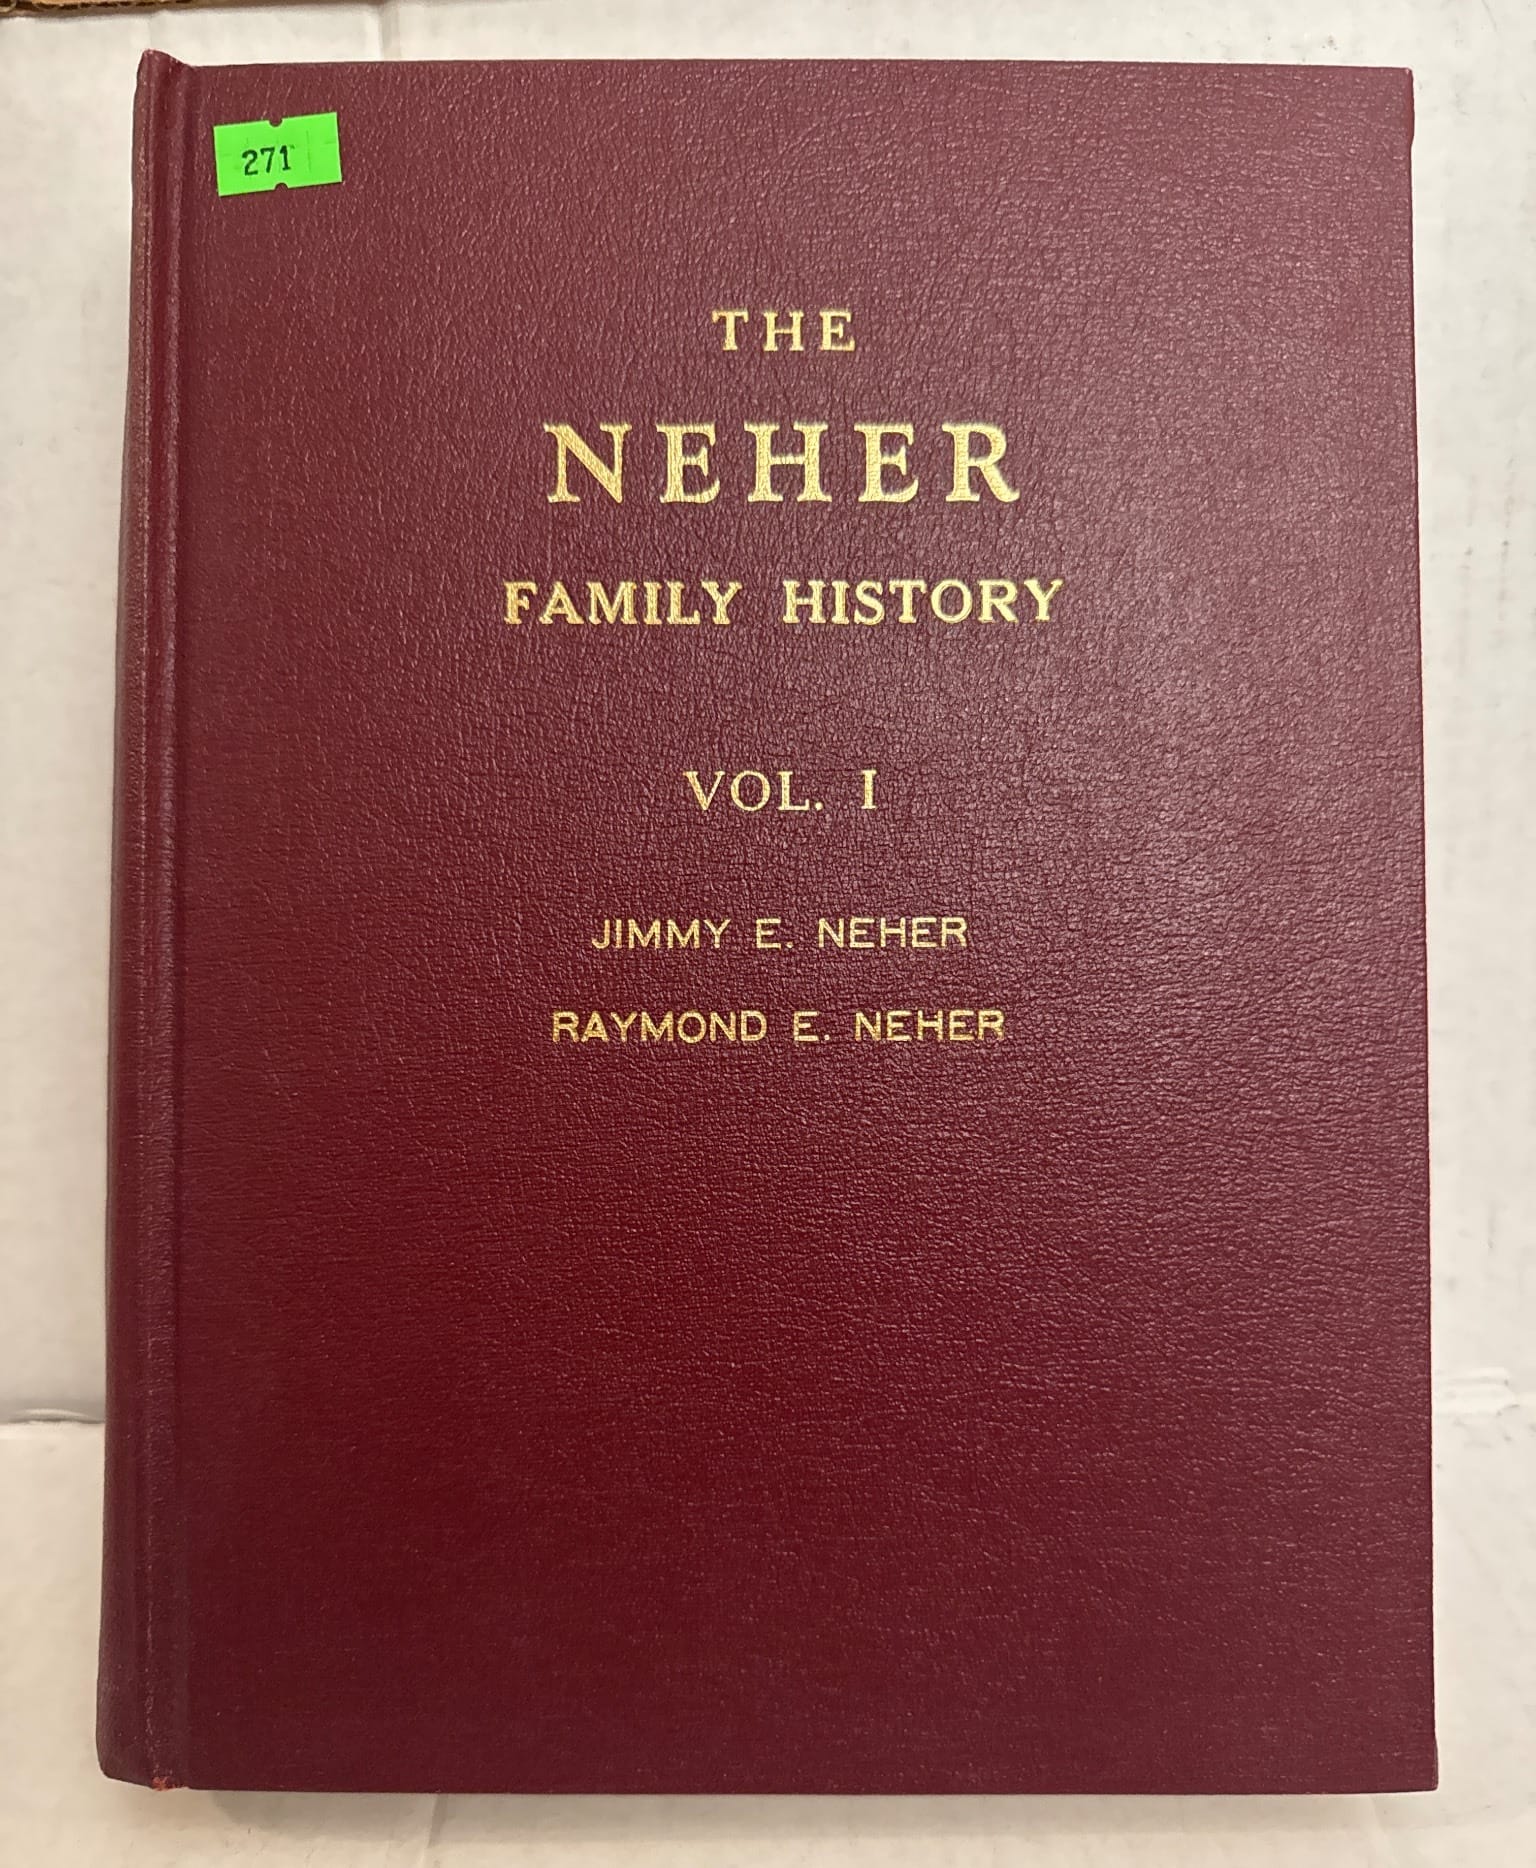 271
THE
NEHER
FAMILY HISTORY
VOL. I
JIMMY E. NEHER
RAYMOND E. NEHER